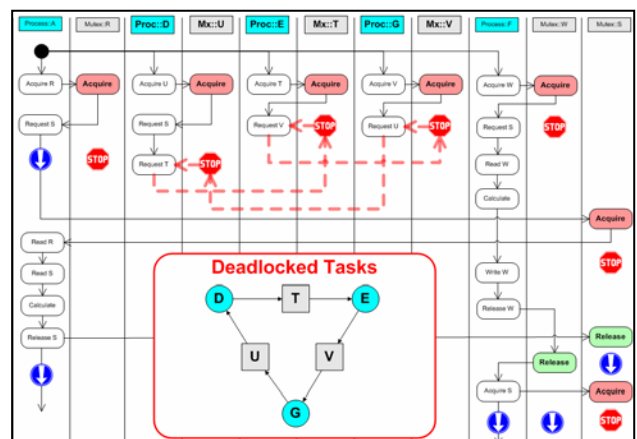 Process::A Mutex::R Proc::D Mx::U Proc::E Mx::T Proc::G Mx::V Process::F Mutex::W Mutex::S
Acquire R Acquire Acquire U Acquire Acquire T Acquire Acquire V Acquire Acquire W Acquire
Request S Request S Request V STOP Request U STOP Request S STOP
STOP Request T STOP Read W
Calculate
Acquire
Read R
Deadlocked Tasks
STOP
Read S Write W
D T E
Calculate Release W
Release S Release
U V
Release
Acquire S Acquire
G
STOP